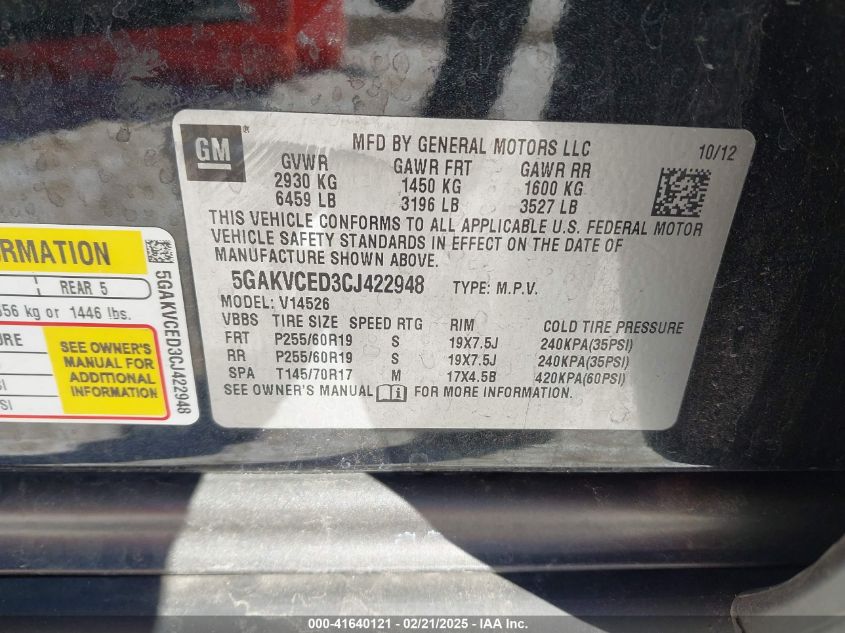 GM
MFD BY GENERAL MOTORS LLC
10/12
GVWR GAWR FRT GAWR RR
2930 KG 1450 KG 1600 KG
6459 LB 3196 LB 3527 LB
THIS VEHICLE CONFORMS TO ALL APPLICABLE U.S. FEDERAL MOTOR
VEHICLE SAFETY STANDARDS IN EFFECT ON THE DATE OF
MANUFACTURE SHOWN ABOVE.
5GAKVCED3CJ422948 TYPE: M.P.V.
MODEL: V14526
VBBS TIRE SIZE SPEED RTG RIM COLD TIRE PRESSURE
FRT P255/60R19 S 19X7.5J 240KPA(35PSI)
RR P255/60R19 S 19X7.5J 240KPA(35PSI)
SPA T145/70R17 M 17X4.5B 420KPA(60PSI)
SEE OWNER'S MANUAL i FOR MORE INFORMATION.
REAR 5
kg or 1446 lbs.
SEE OWNER'S
MANUAL FOR
ADDITIONAL
INFORMATION
5GAKVCED3CJ422948
000-41640121 - 02/21/2025 - COPYRIGHT IAA, LLC.